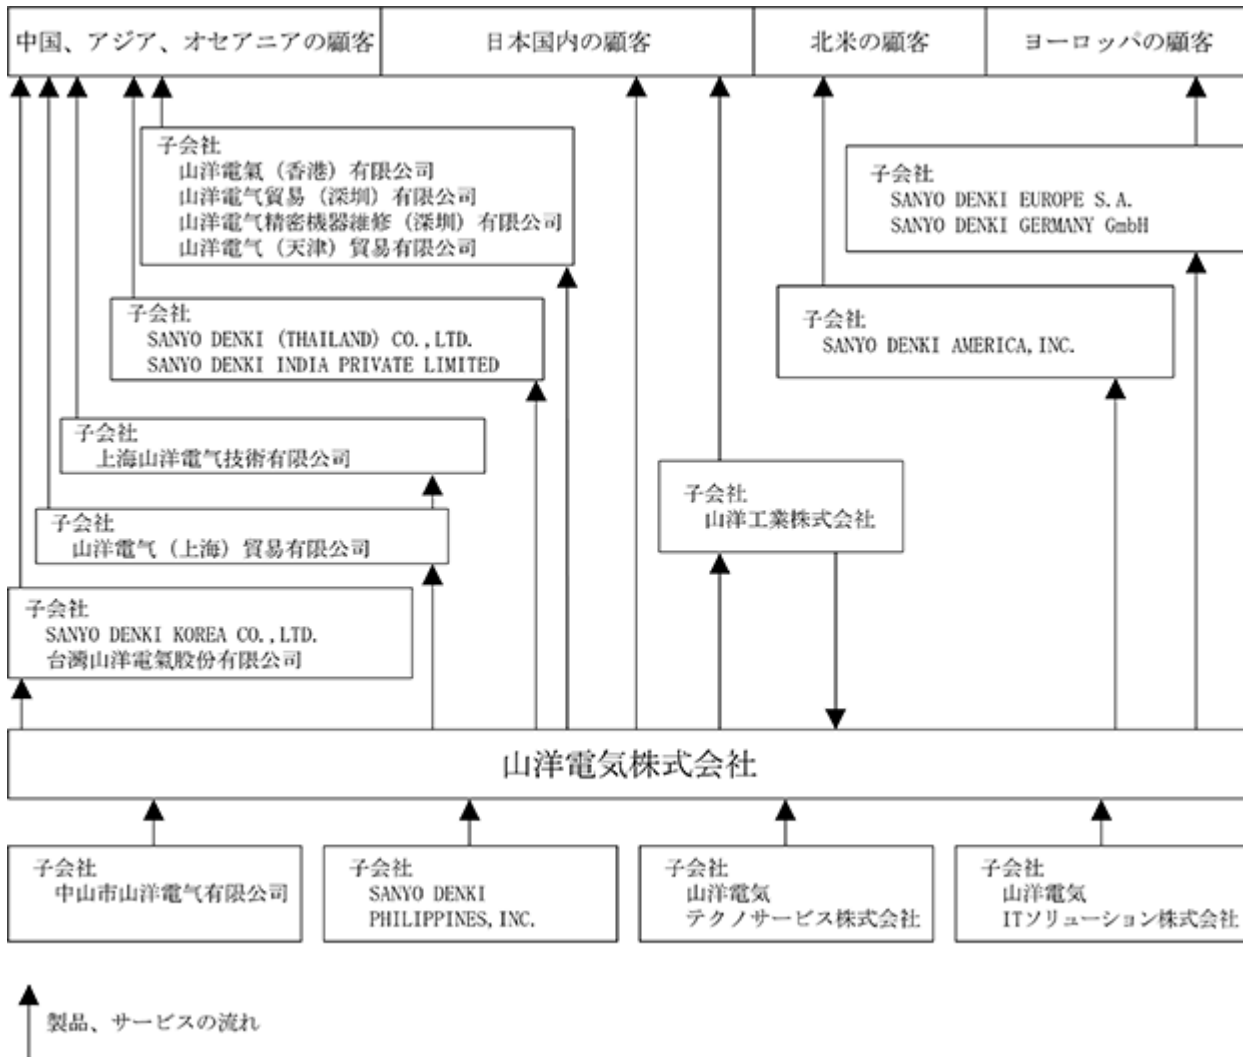 中国、アジア、オセアニアの顧客
日本国内の顧客
北米の顧客
ヨーロッパの顧客
子会社
山洋電氣（香港）有限公司
山洋电气貿易（深圳）有限公司
山洋电气精密機器維修（深圳）有限公司
山洋电气（天津）貿易有限公司
子会社
SANYO DENKI EUROPE S.A.
SANYO DENKI GERMANY GmbH
子会社
SANYO DENKI (THAILAND) CO.,LTD.
SANYO DENKI INDIA PRIVATE LIMITED
子会社
SANYO DENKI AMERICA,INC.
子会社
上海山洋电气技術有限公司
子会社
山洋工業株式会社
子会社
山洋电气（上海）貿易有限公司
子会社
SANYO DENKI KOREA CO.,LTD.
台灣山洋電氣股份有限公司
山洋電気株式会社
子会社
中山市山洋电气有限公司
子会社
SANYO DENKI
PHILIPPINES,INC.
子会社
山洋電気
テクノサービス株式会社
子会社
山洋電気
ITソリューション株式会社
製品、サービスの流れ